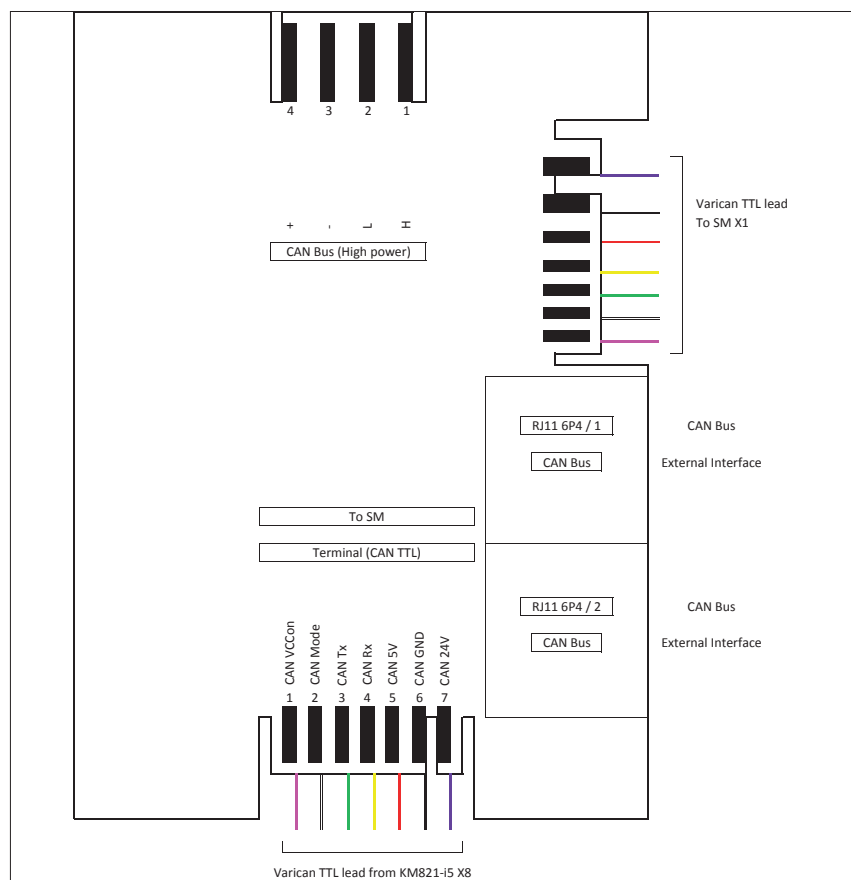 4 3 2 1
+ - L H
CAN Bus (High power)
Varican TTL lead
To SM X1
RJ11 6P4 / 1
CAN Bus
CAN Bus
External Interface
To SM
Terminal (CAN TTL)
RJ11 6P4 / 2
CAN Bus
CAN Bus
External Interface
CAN VCCon
CAN Mode
CAN Tx
CAN Rx
CAN 5V
CAN GND
CAN 24V
1 2 3 4 5 6 7
Varican TTL lead from KM821-i5 X8